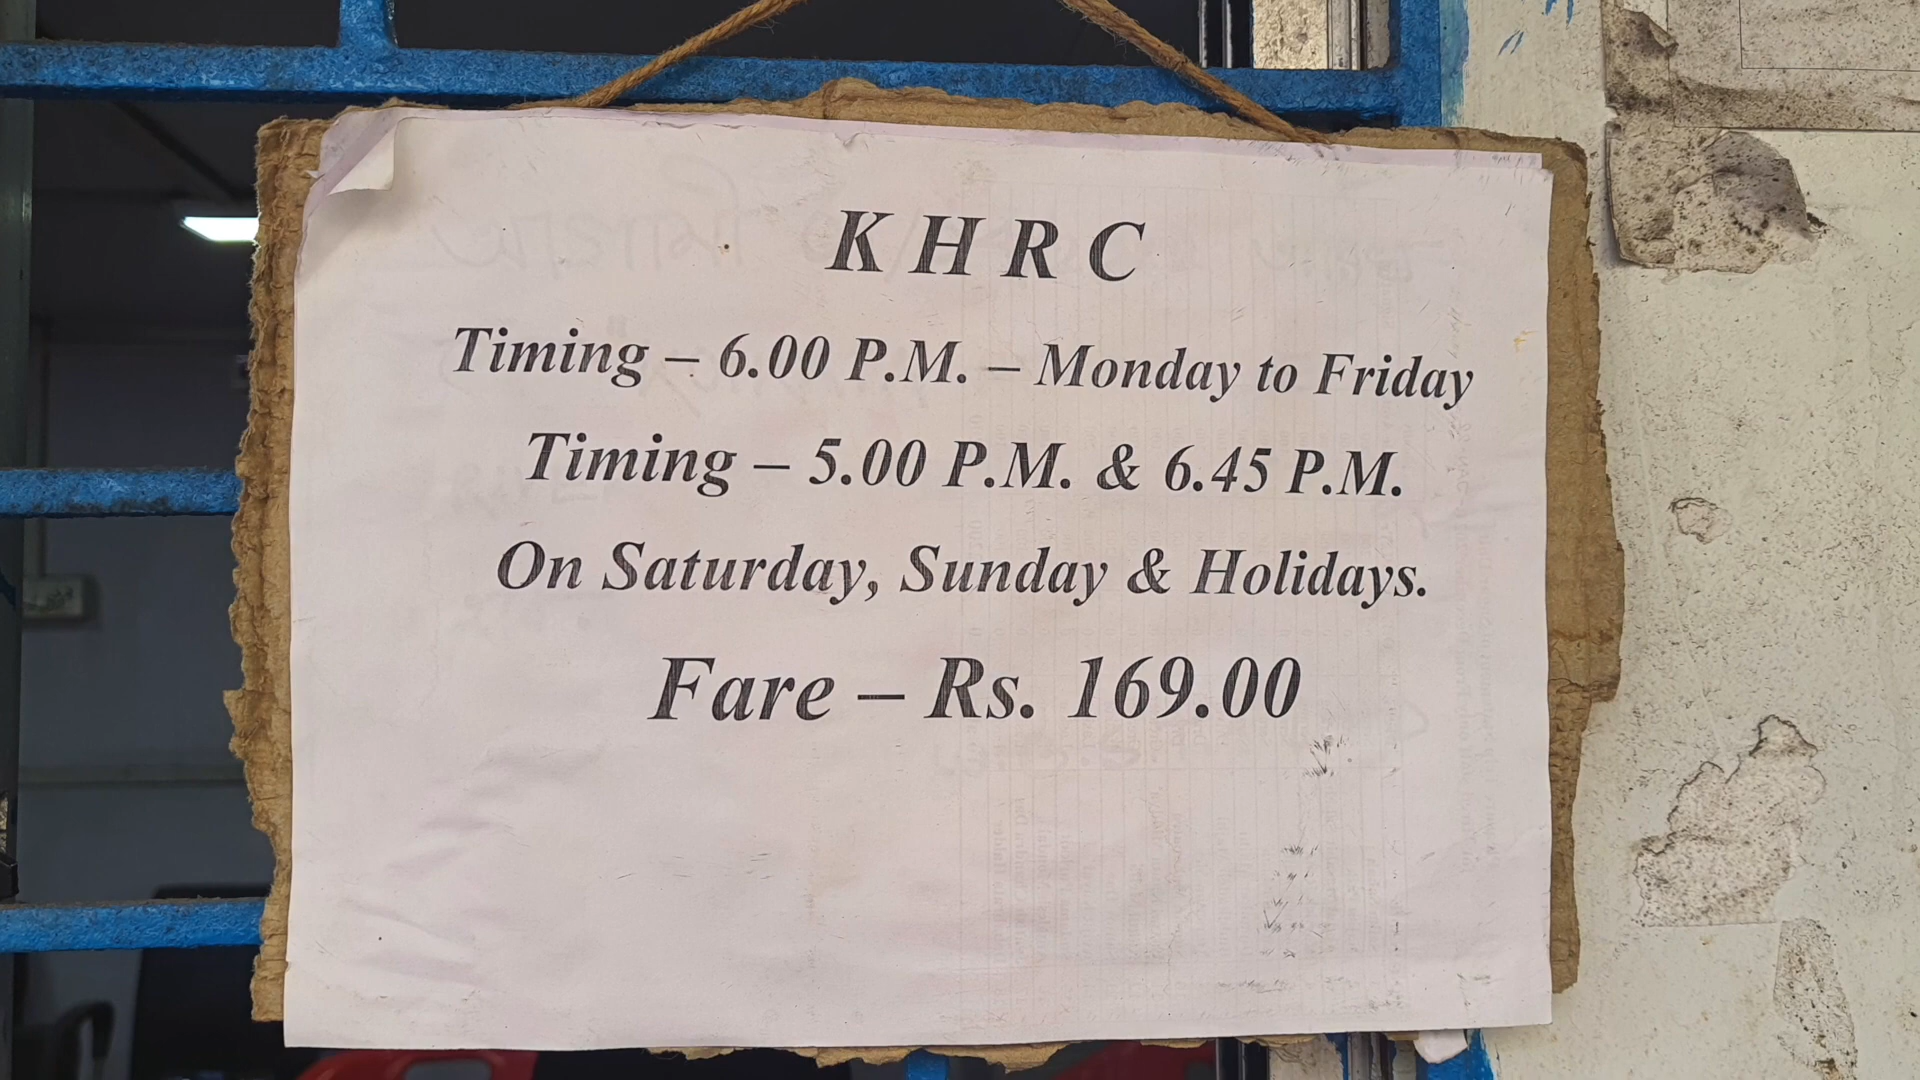 K H R C
Timing – 6.00 P.M. – Monday to Friday
Timing – 5.00 P.M. & 6.45 P.M.
On Saturday, Sunday & Holidays.
Fare – Rs. 169.00